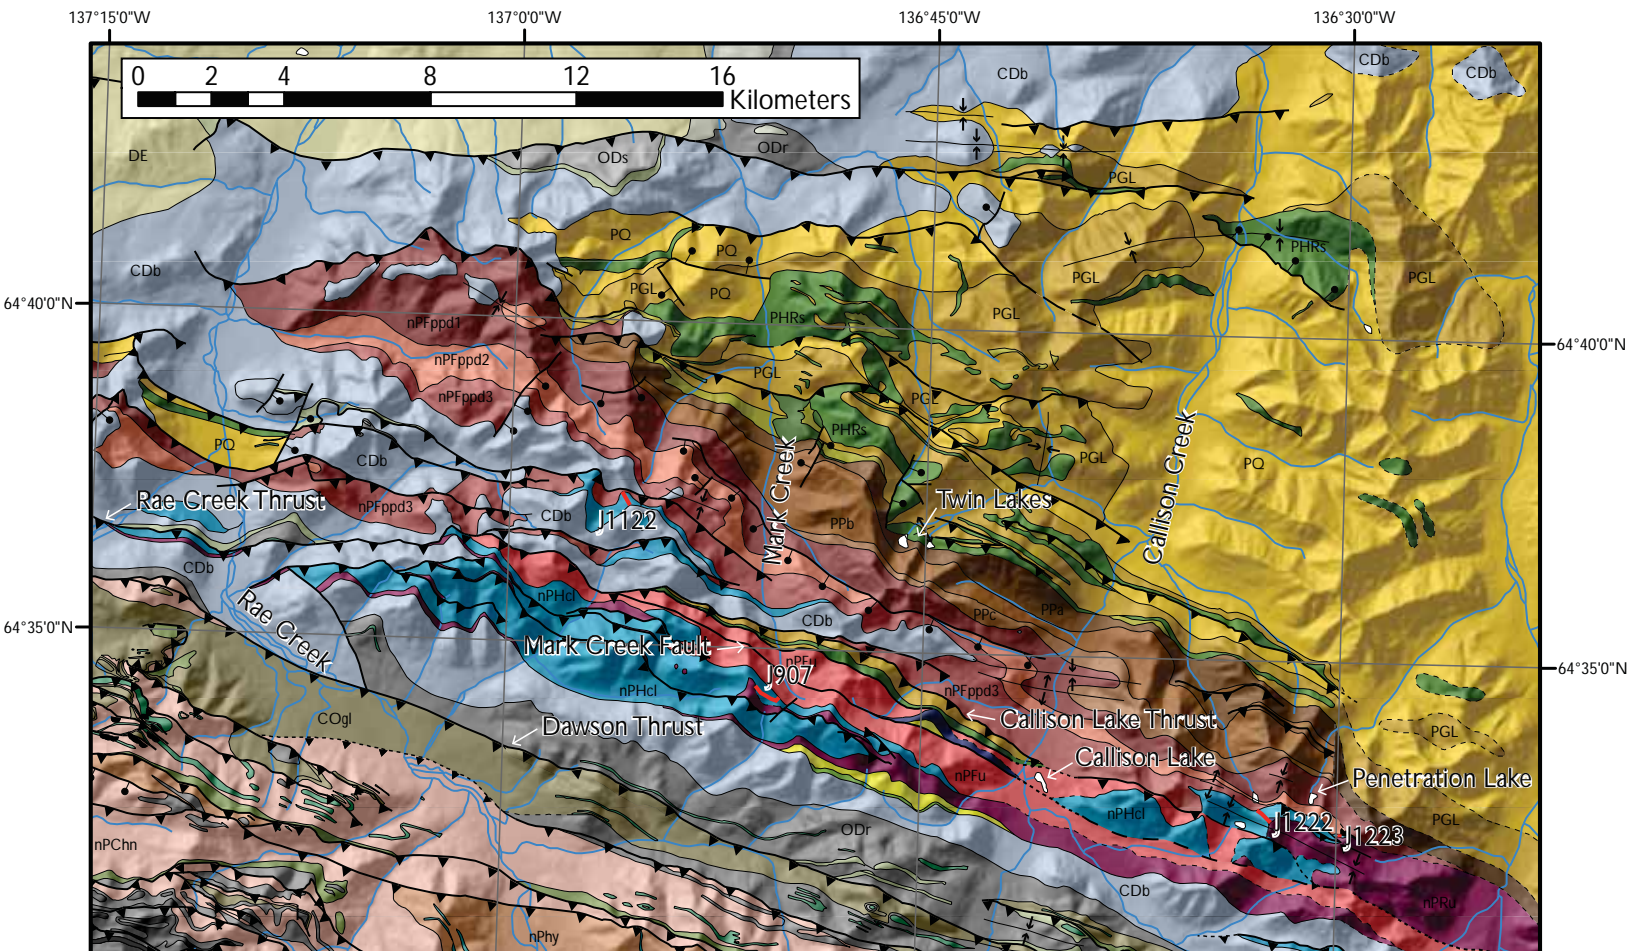 137°15'0"W 137°0'0"W 136°45'0"W 136°30'0"W
0 2 4 8 12 16
Kilometers
CDb
CDb
CDb
DE
ODs
ODr
PGL
PQ
PQ
PHRs
CDb
PGL
PGL
PGL
PQ
64°40'0"N
PGL
PHRs
nPFppd1
64°40'0"N
nPFppd2
PGL
nPFppd3
PGL
PHRs
PQ
CDb
PGL
PQ
Mark Creek
Callison Creek
Rae Creek Thrust
Twin Lakes
nPFppd3
CDb
J1122
PPb
CDb
nPHcl
Rae Creek
PPa
PPc
CDb
64°35'0"N
Mark Creek Fault
nPFu
64°35'0"N
J907
nPHcl
nPFppd3
COgl
Dawson Thrust
Callison Lake Thrust
PGL
Callison Lake
nPFu
Penetration Lake
nPHcl
PGL
J1222
ODr
J1223
nPChn
CDb
nPRu
nPhy